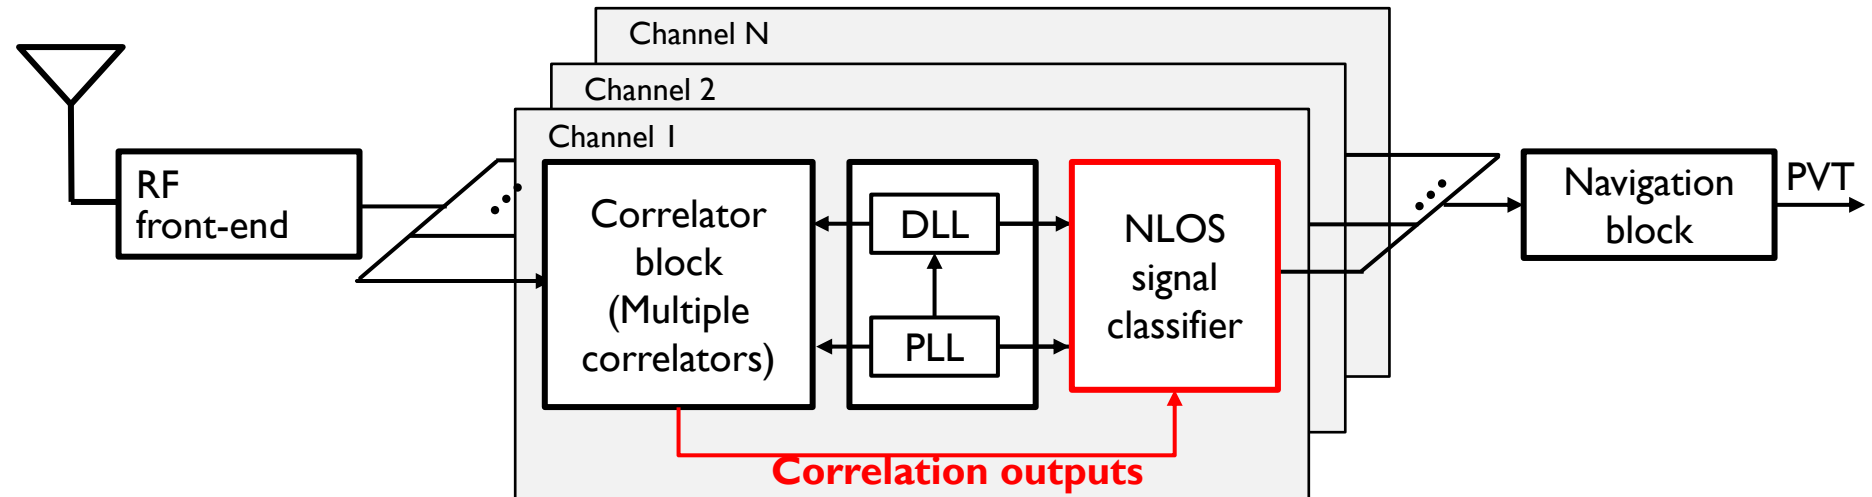 Channel N
Channel 2
Channel 1
RF
front-end
Correlator
block
(Multiple
correlators)
DLL
PLL
NLOS
signal
classifier
Navigation
block
PVT
Correlation outputs